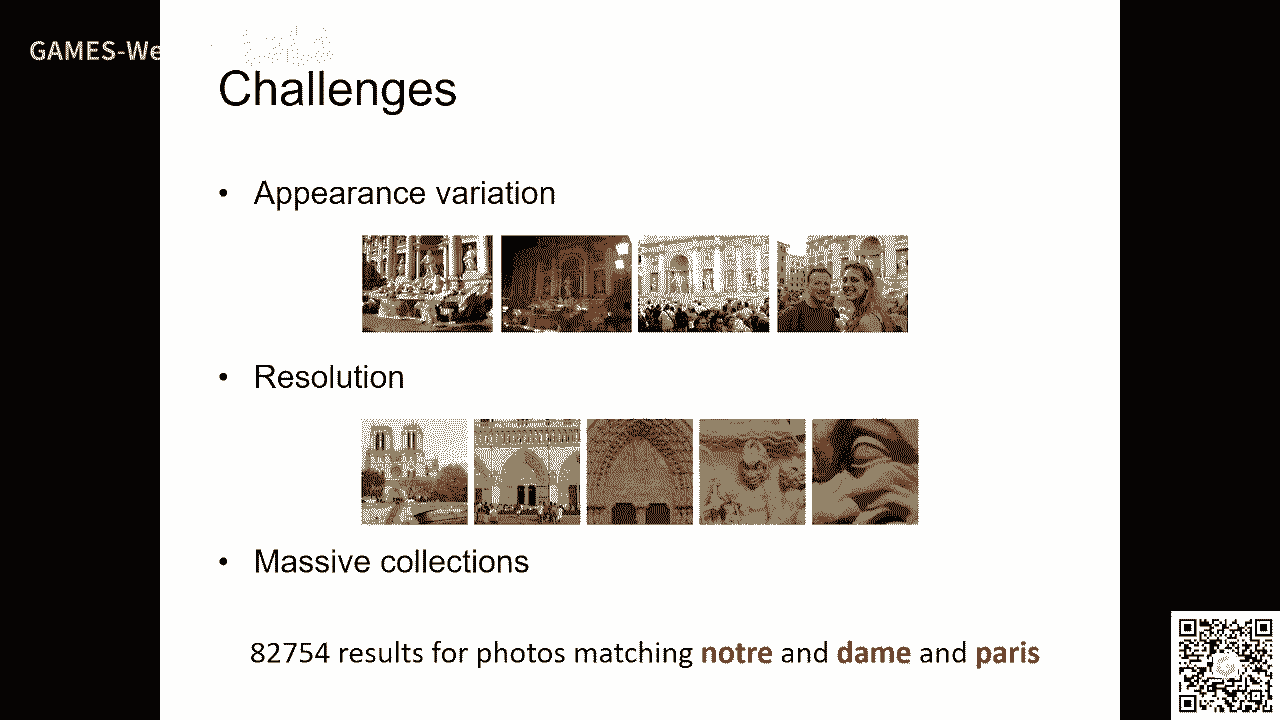 GAMES-We
Challenges
• Appearance variation
• Resolution
• Massive collections
82754 results for photos matching notre and dame and paris